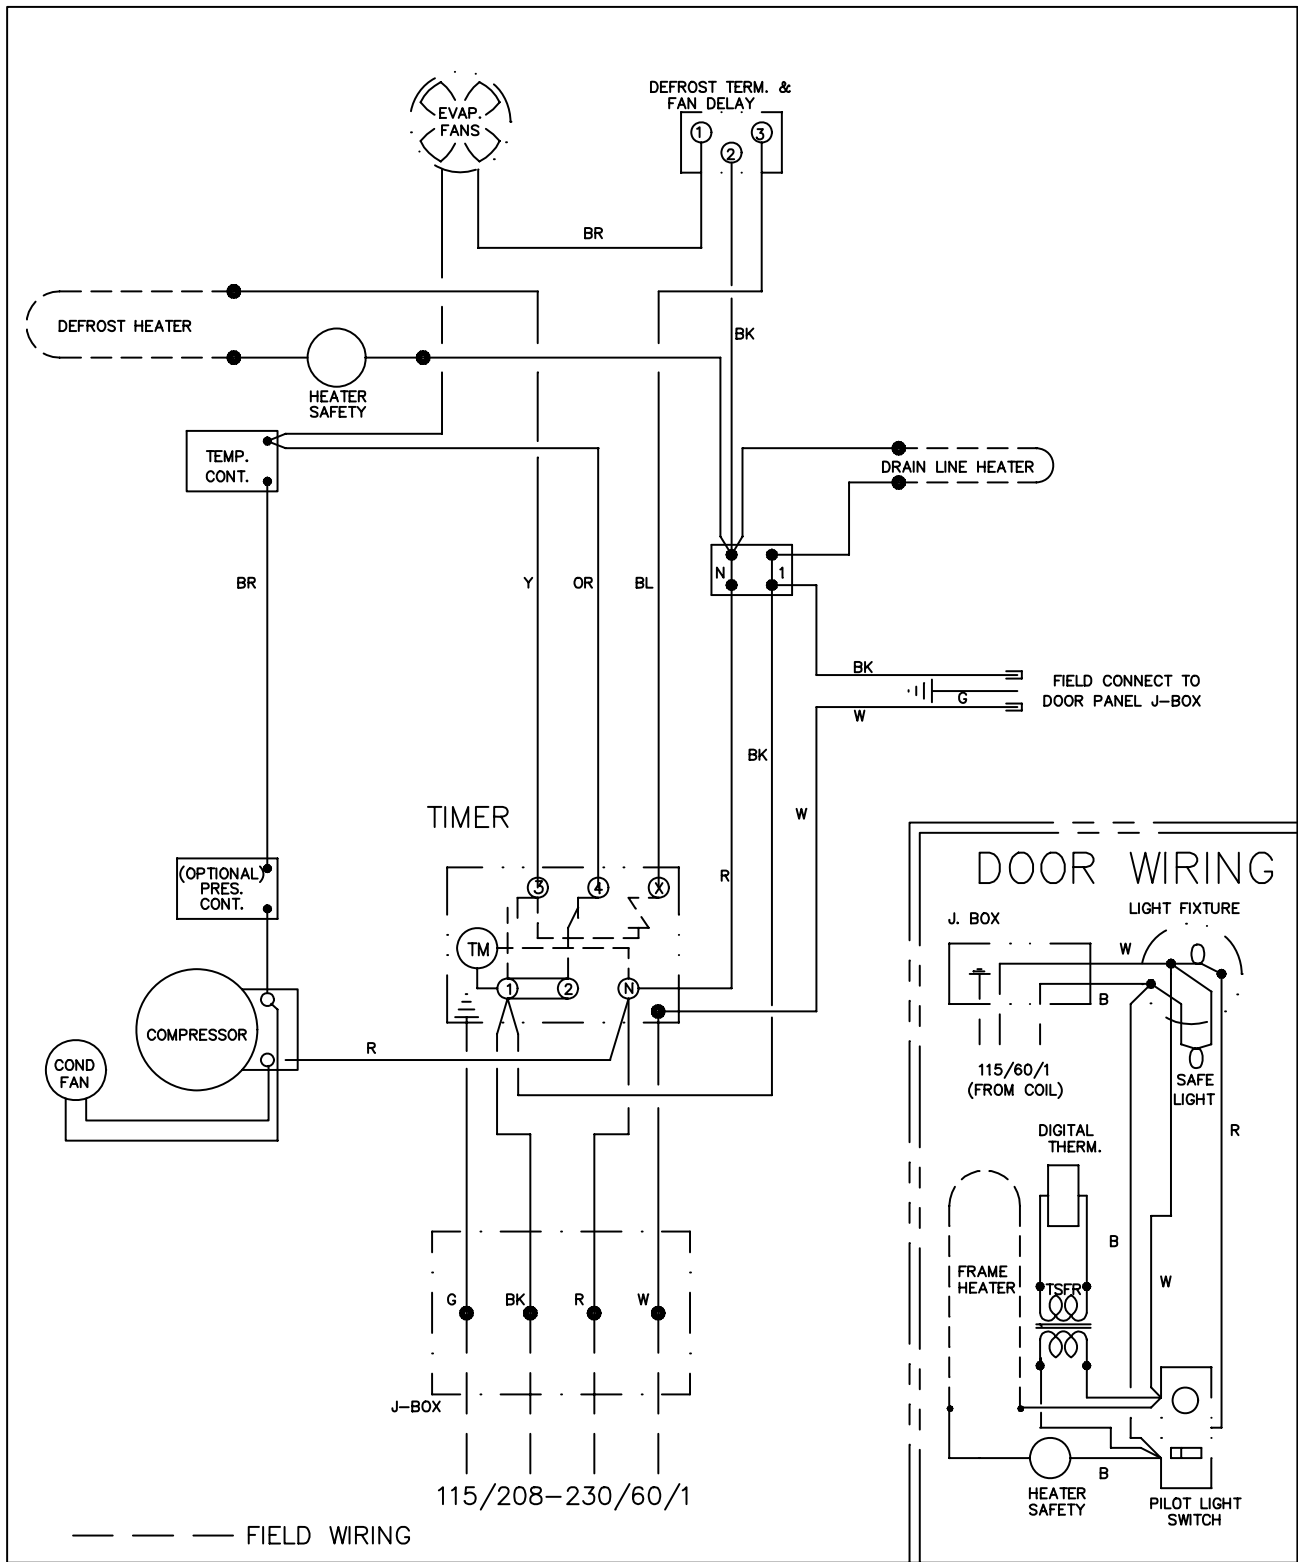 DEFROST TERM. &
FAN DELAY
EVAP.
FANS
1
2
3
BR
DEFROST HEATER
BK
HEATER
SAFETY
TEMP.
CONT.
DRAIN LINE HEATER
BR
Y
OR
BL
N
1
BK
G
W
FIELD CONNECT TO
DOOR PANEL J-BOX
BK
W
TIMER
(OPTIONAL)
PRES.
CONT.
3
4
X
R
TM
1
2
N
COMPRESSOR
R
COND
FAN
G
BK
R
W
J-BOX
115/208-230/60/1
FIELD WIRING
DOOR WIRING
J. BOX
LIGHT FIXTURE
W
B
115/60/1
(FROM COIL)
SAFE
LIGHT
DIGITAL
THERM.
R
B
FRAME
HEATER
TSFR
W
HEATER
SAFETY
B
PILOT LIGHT
SWITCH